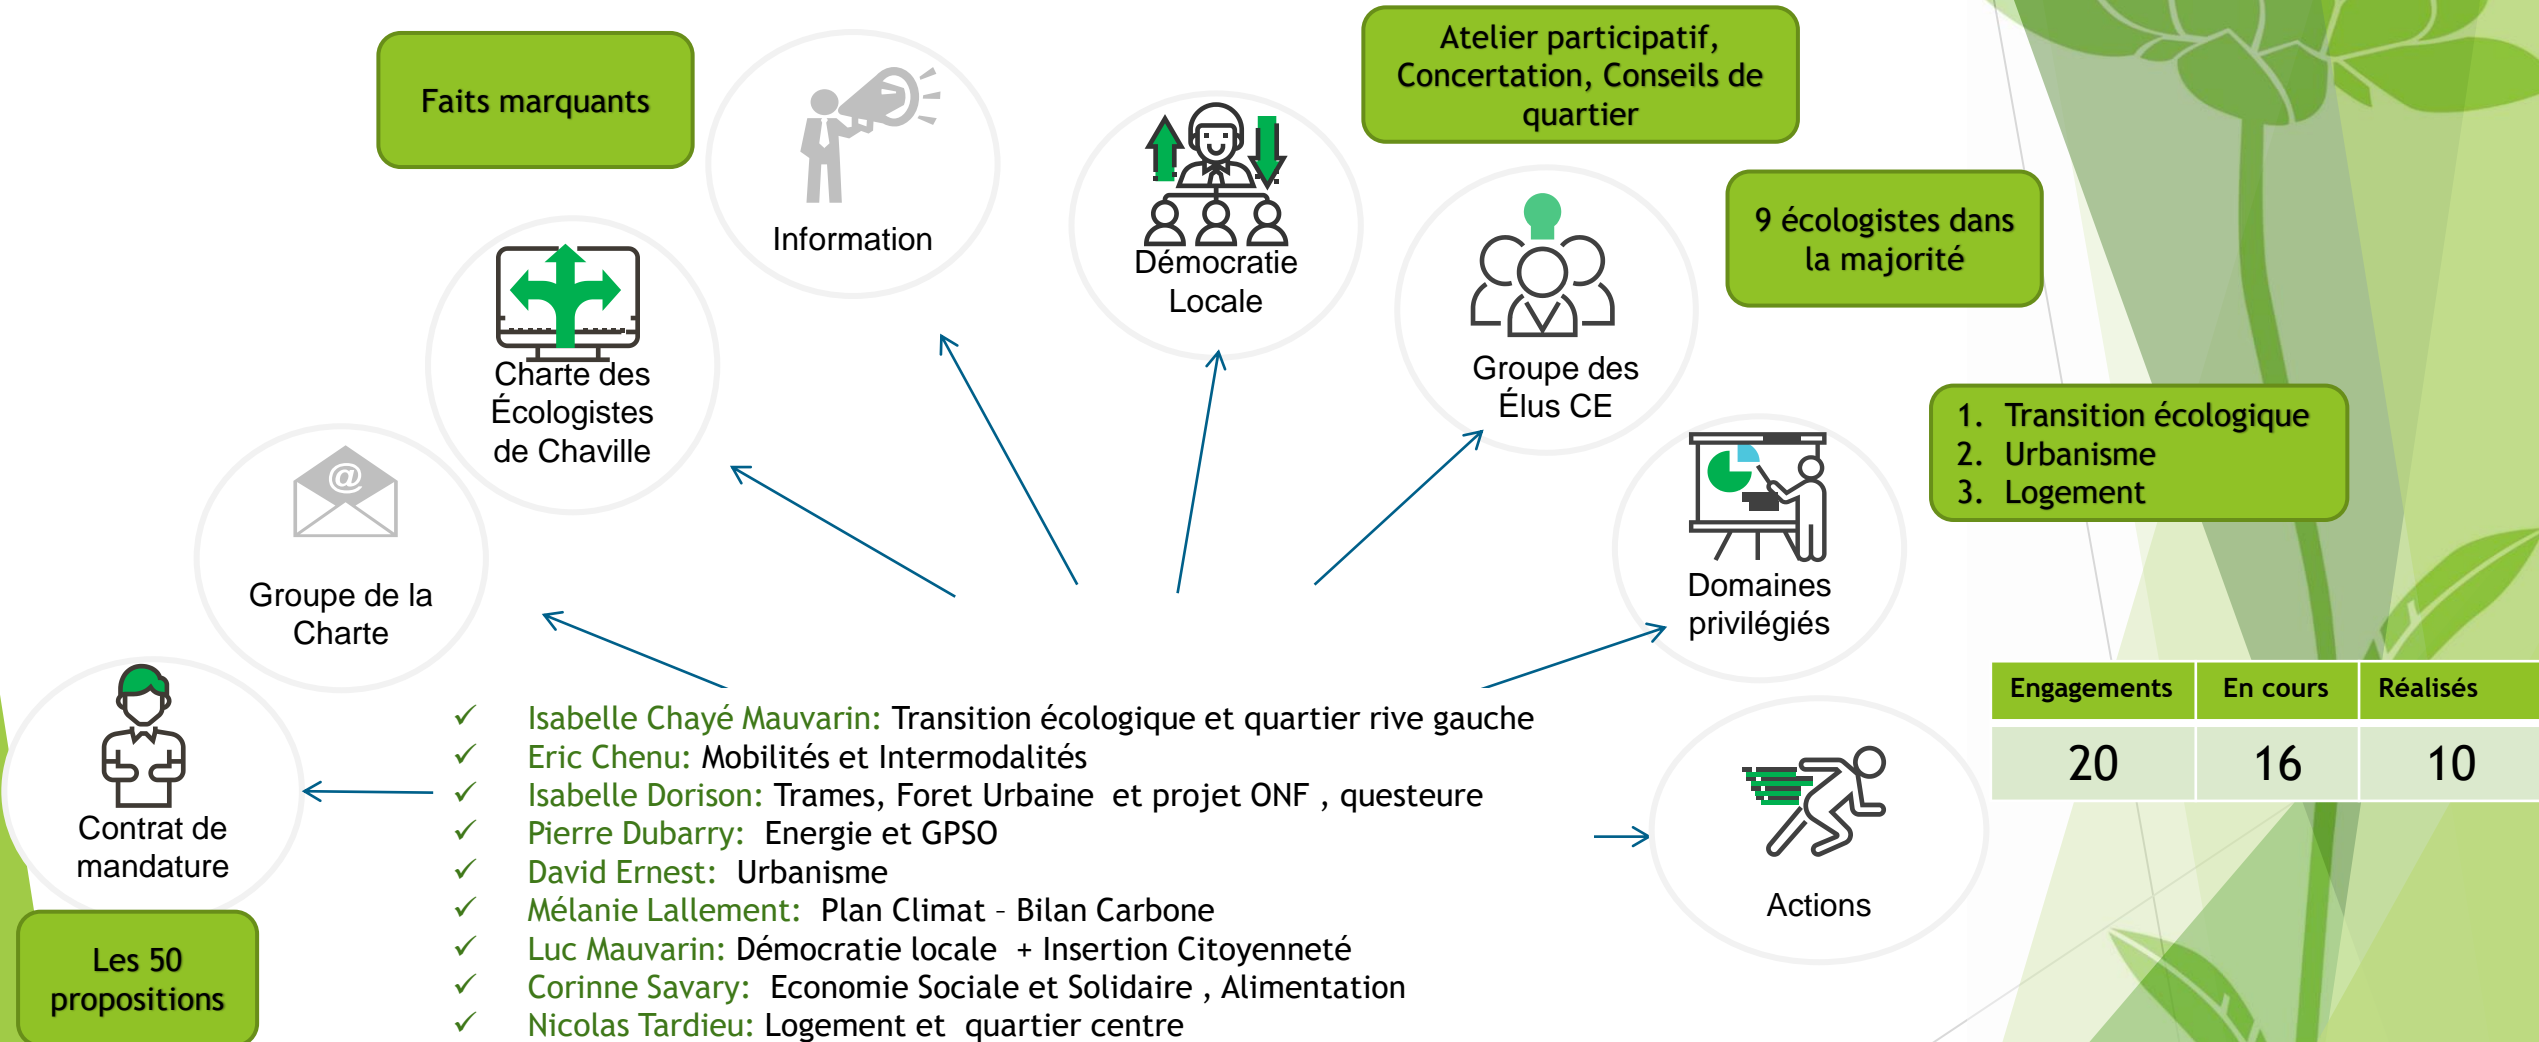 Faits marquants
Information
Atelier participatif,
Concertation, Conseils de
quartier
Démocratie
Locale
9 écologistes dans
la majorité
Groupe des
Élus CE
Charte des
Écologistes
de Chaville
1. Transition écologique
2. Urbanisme
3. Logement
Domaines
privilégiés
@
Groupe de la
Charte
Engagements En cours Réalisés
20 16 10
Contrat de
mandature
Les 50
propositions
✓ Isabelle Chayé Mauvarin: Transition écologique et quartier rive gauche
✓ Eric Chenu: Mobilités et Intermodalités
✓ Isabelle Dorison: Trames, Foret Urbaine et projet ONF , questeure
✓ Pierre Dubarry: Energie et GPSO
✓ David Ernest: Urbanisme
✓ Mélanie Lallement: Plan Climat – Bilan Carbone
✓ Luc Mauvarin: Démocratie locale + Insertion Citoyenneté
✓ Corinne Savary: Economie Sociale et Solidaire , Alimentation
✓ Nicolas Tardieu: Logement et quartier centre
Actions